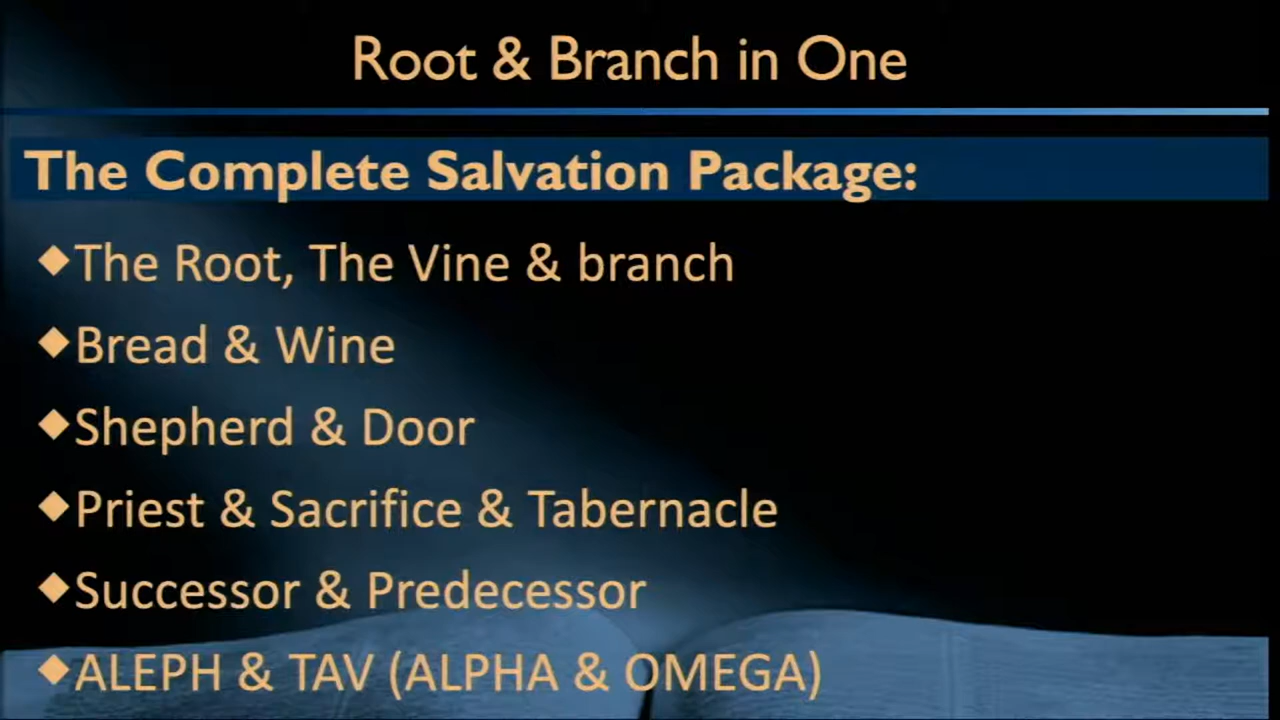 Root & Branch in One
The Complete Salvation Package:
◆The Root, The Vine & branch
◆Bread & Wine
◆Shepherd & Door
◆Priest & Sacrifice & Tabernacle
◆Successor & Predecessor
◆ALEPH & TAV (ALPHA & OMEGA)